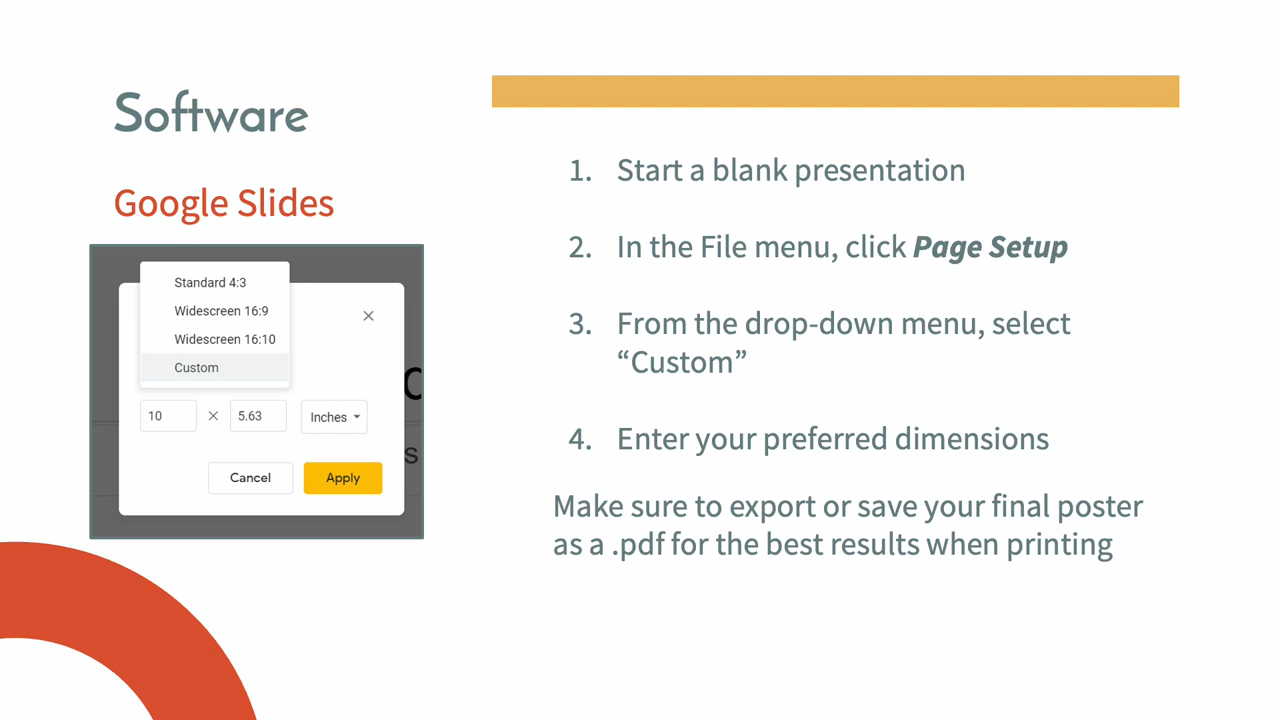 Software
Google Slides
Standard 4:3
Widescreen 16:9
Widescreen 16:10
Custom
10 × 5.63 Inches
Cancel Apply
1. Start a blank presentation
2. In the File menu, click Page Setup
3. From the drop-down menu, select
“Custom”
4. Enter your preferred dimensions
Make sure to export or save your final poster
as a .pdf for the best results when printing